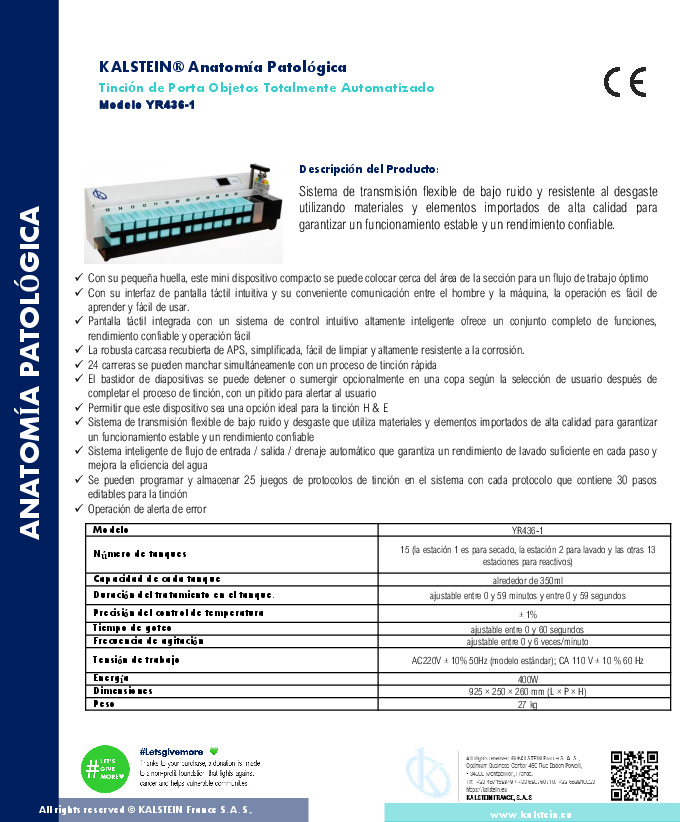 KALSTEIN® Anatomía Patológica
Tinción de Porta Objetos Totalmente Automatizado
Modelo YR436-1
CE
ANATOMÍA PATOLÓGICA
Descripción del Producto:
Sistema de transmisión flexible de bajo ruido y resistente al desgaste
utilizando materiales y elementos importados de alta calidad para
garantizar un funcionamiento estable y un rendimiento confiable.
✓ Con su pequeña huella, este mini dispositivo compacto se puede colocar cerca del área de la sección para un flujo de trabajo óptimo
✓ Con su interfaz de pantalla táctil intuitiva y su conveniente comunicación entre el hombre y la máquina, la operación es fácil de
aprender y fácil de usar.
✓ Pantalla táctil integrada con un sistema de control intuitivo altamente inteligente ofrece un conjunto completo de funciones,
rendimiento confiable y operación fácil
✓ La robusta carcasa recubierta de APS, simplificada, fácil de limpiar y altamente resistente a la corrosión.
✓ 24 carreras se pueden manchar simultáneamente con un proceso de tinción rápida
✓ El bastidor de diapositivas se puede detener o sumergir opcionalmente en una copa según la selección de usuario después de
completar el proceso de tinción, con un pitido para alertar al usuario
✓ Permitir que este dispositivo sea una opción ideal para la tinción H & E
✓ Sistema de transmisión flexible de bajo ruido y desgaste que utiliza materiales y elementos importados de alta calidad para garantizar
un funcionamiento estable y un rendimiento confiable
✓ Sistema inteligente de flujo de entrada / salida / drenaje automático que garantiza un rendimiento de lavado suficiente en cada paso y
mejora la eficiencia del agua
✓ Se pueden programar y almacenar 25 juegos de protocolos de tinción en el sistema con cada protocolo que contiene 30 pasos
editables para la tinción
✓ Operación de alerta de error
Modelo YR436-1
Número de tanques 15 (la estación 1 es para secado, la estación 2 para lavado y las otras 13
estaciones para reactivos)
Capacidad de cada tanque alrededor de 350ml
Duración del tratamiento en el tanque. ajustable entre 0 y 59 minutos y entre 0 y 59 segundos
Precisión del control de temperatura ± 1%
Tiempo de goteo ajustable entre 0 y 60 segundos
Frecuencia de agitación ajustable entre 0 y 6 veces/minuto
Tensión de trabajo AC220V ± 10% 50Hz (modelo estándar); CA 110 V ± 10 % 60 Hz
Energía 400W
Dimensiones 925 × 250 × 260 mm (L × P × H)
Peso 27 kg
# LET'S
GIVE
MORE
#Letsgivemore
Thanks to your purchase, a donation is made
to a non-profit foundation that fights against
cancer and helps vulnerable communities
All rights reserved ® KALSTEIN France S. A. S.,
KALSTEIN FRANCE, S.A.S
All rights reserved © KALSTEIN France S. A. S.,
www.kalstein.eu